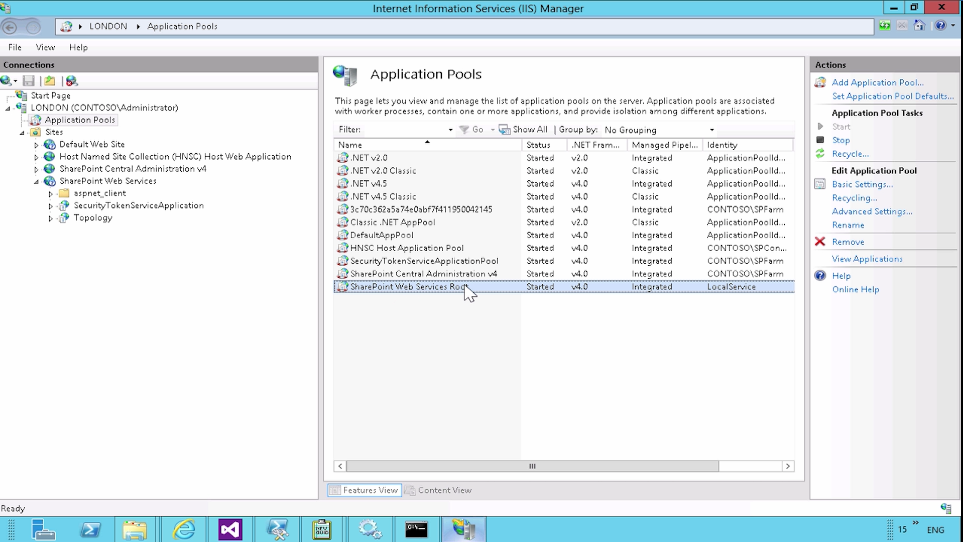 Internet Information Services (IIS) Manager
LONDON
Application Pools
File View Help
Connections
Start Page
LONDON (CONTOSO\Administrator)
Application Pools
Sites
Default Web Site
Host Named Site Collection (HNSC) Host Web Application
SharePoint Central Administration v4
SharePoint Web Services
aspnet_client
SecurityTokenServiceApplication
Topology
Application Pools
This page lets you view and manage the list of application pools on the server. Application pools are associated
with worker processes, contain one or more applications, and provide isolation among different applications.
Filter: Go Show All Group by: No Grouping
Name Status .NET Fram... Managed Pipel... Identity
.NET v2.0 Started v2.0 Integrated ApplicationPoolId...
.NET v2.0 Classic Started v2.0 Classic ApplicationPoolId...
.NET v4.5 Started v4.0 Integrated ApplicationPoolId...
.NET v4.5 Classic Started v4.0 Classic ApplicationPoolId...
3c70c362a5a74e0abf7f411950042145 Started v4.0 Integrated CONTOSO\SPFarm
Classic .NET AppPool Started v2.0 Classic ApplicationPoolId...
DefaultAppPool Started v4.0 Integrated ApplicationPoolId...
HNSC Host Application Pool Started v4.0 Integrated CONTOSO\SPCon...
SecurityTokenServiceApplicationPool Started v4.0 Integrated CONTOSO\SPFarm
SharePoint Central Administration v4 Started v4.0 Integrated CONTOSO\SPFarm
SharePoint Web Services Root Started v4.0 Integrated LocalService
Features View Content View
Actions
Add Application Pool...
Set Application Pool Defaults...
Application Pool Tasks
Start
Stop
Recycle...
Edit Application Pool
Basic Settings...
Recycling...
Advanced Settings...
Rename
Remove
View Applications
Help
Online Help
Ready
15 ENG